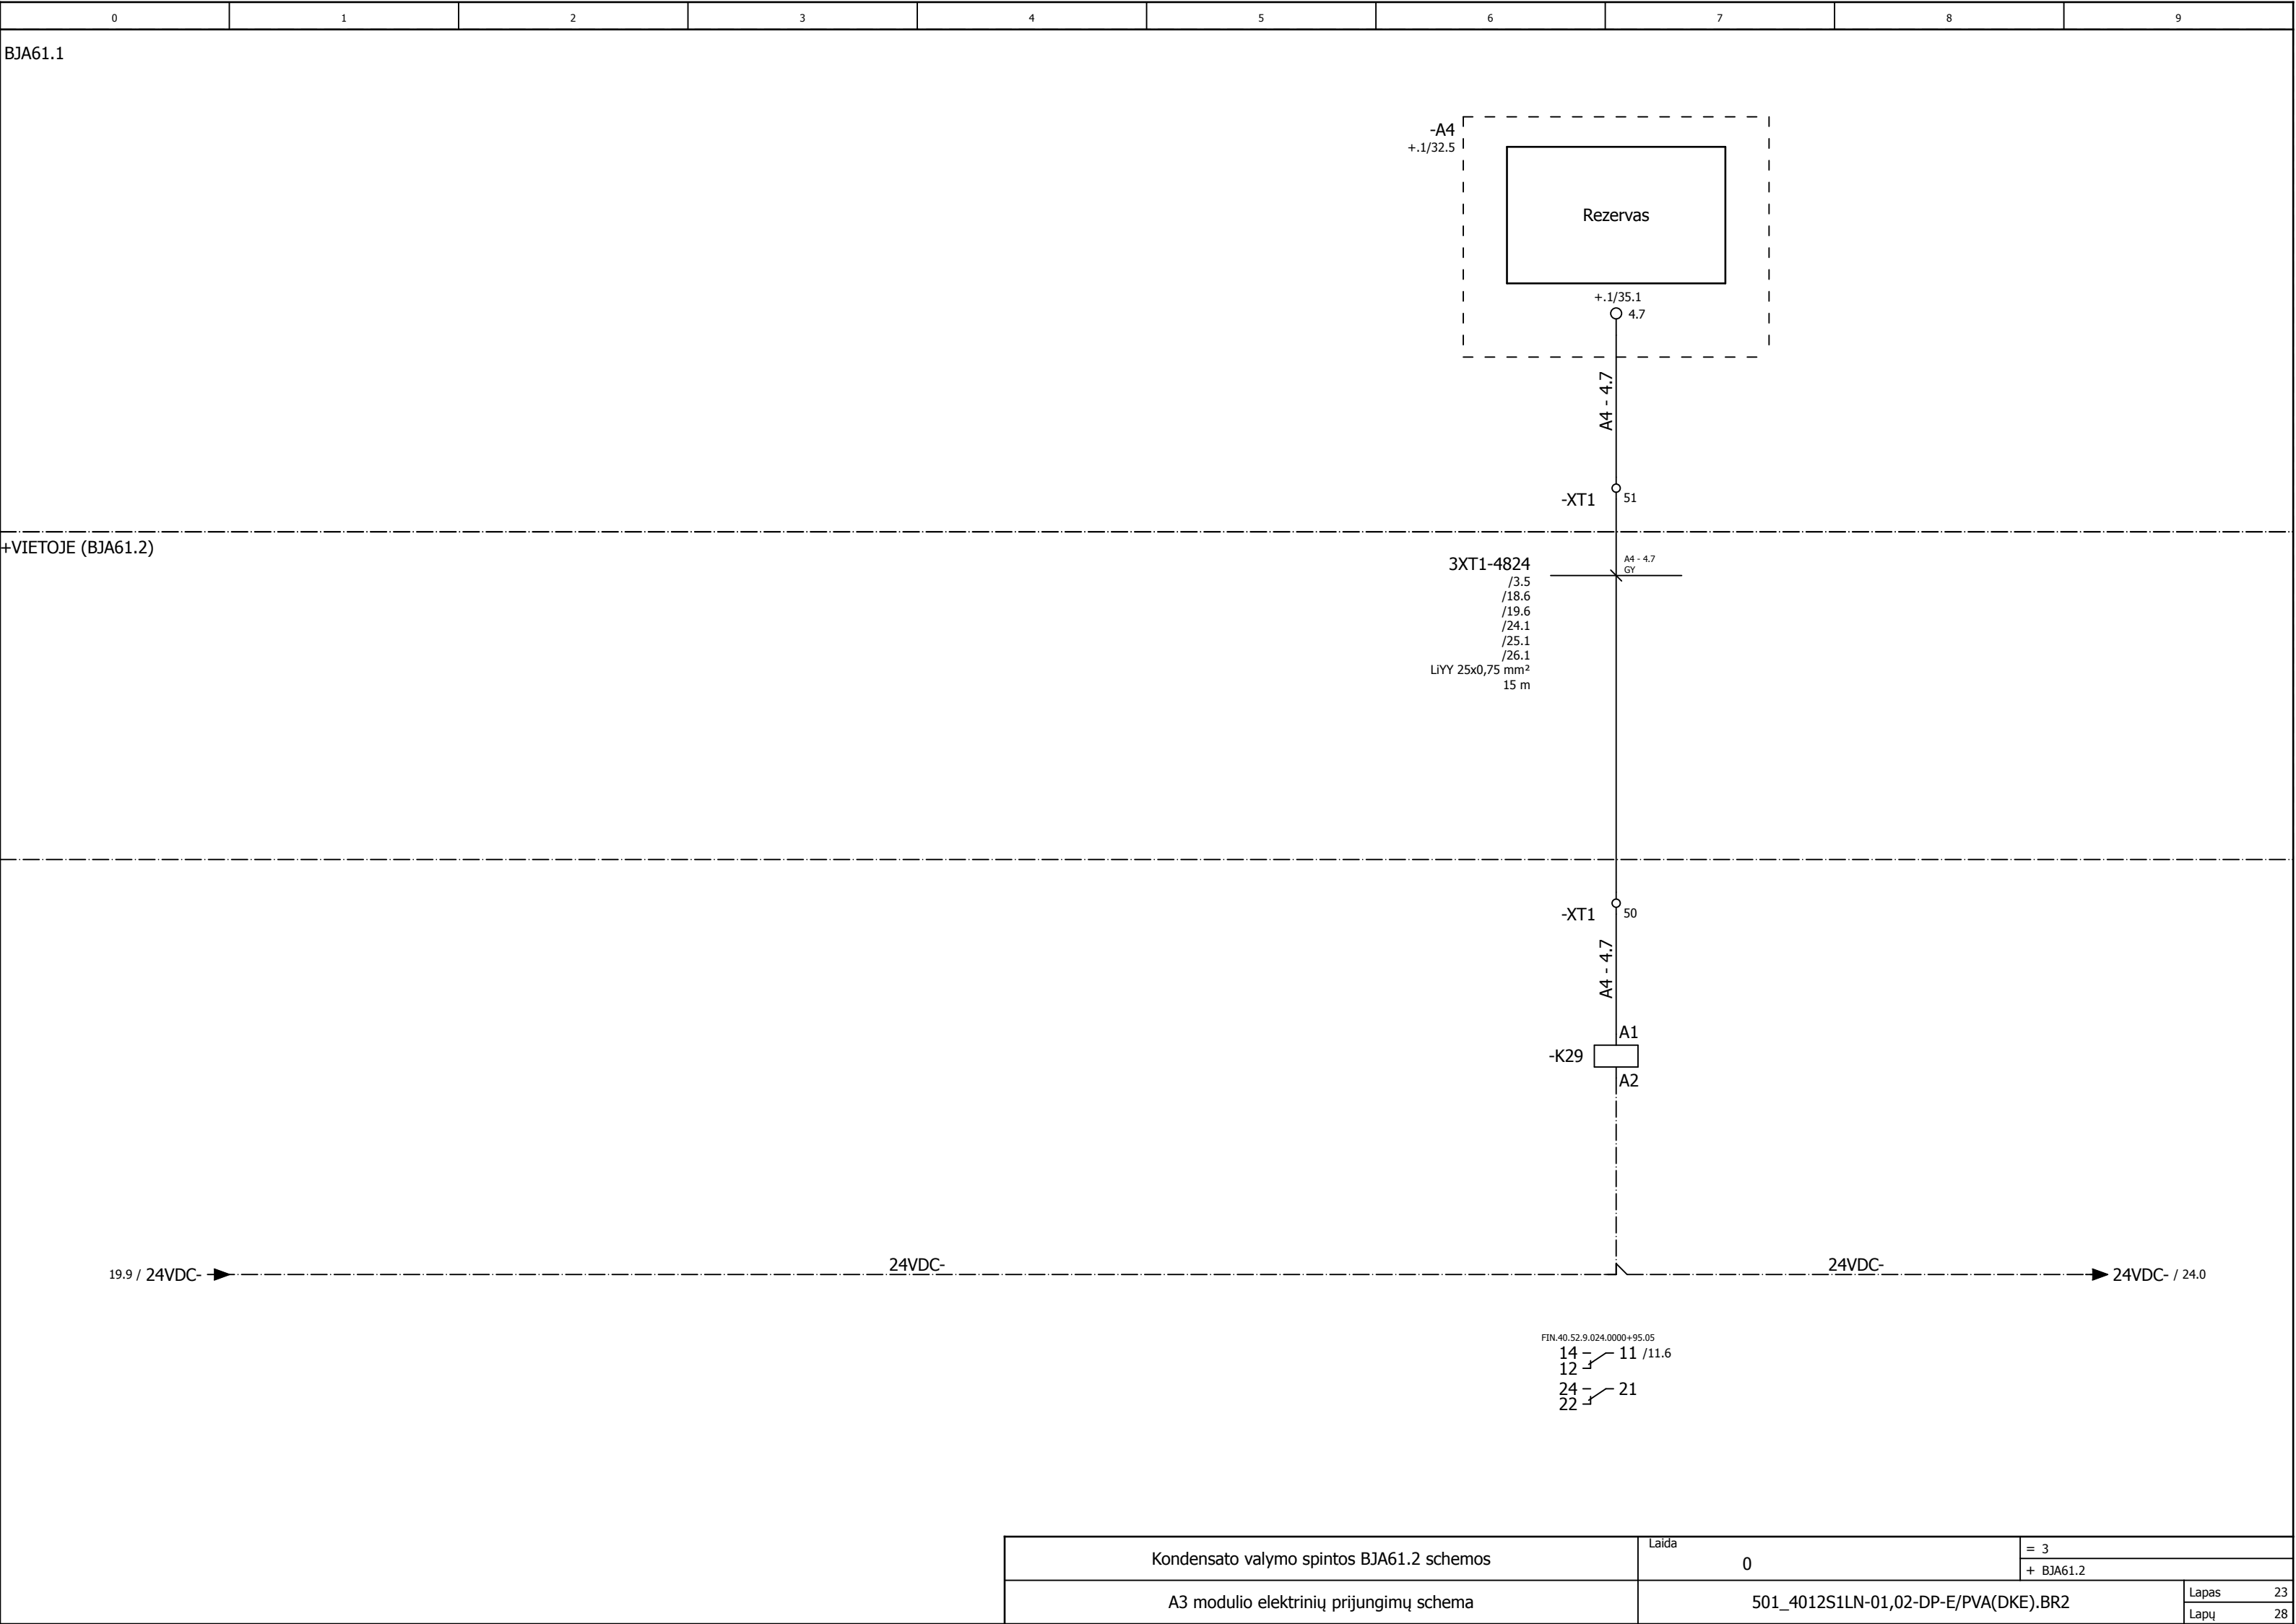 0 1 2 3 4 5 6 7 8 9
BJA61.1
-A4
+.1/32.5
Rezervas
+.1/35.1
4.7
A4 - 4.7
-XT1 51
+VIETOJE (BJA61.2)
3XT1-4824
/3.5
/18.6
/19.6
/24.1
/25.1
/26.1
LiYY 25x0,75 mm²
15 m
A4 - 4.7
GY
-XT1 50
A4 - 4.7
A1
-K29
A2
19.9 / 24VDC- 24VDC- 24VDC- 24VDC- / 24.0
FIN.40.52.9.024.0000+95.05
14 11 /11.6
12
24 21
22
Kondensato valymo spintos BJA61.2 schemos
Laida
0
= 3
+ BJA61.2
A3 modulio elektrinių prijungimų schema
501_4012S1LN-01,02-DP-E/PVA(DKE).BR2
Lapas 23
Lapų 28